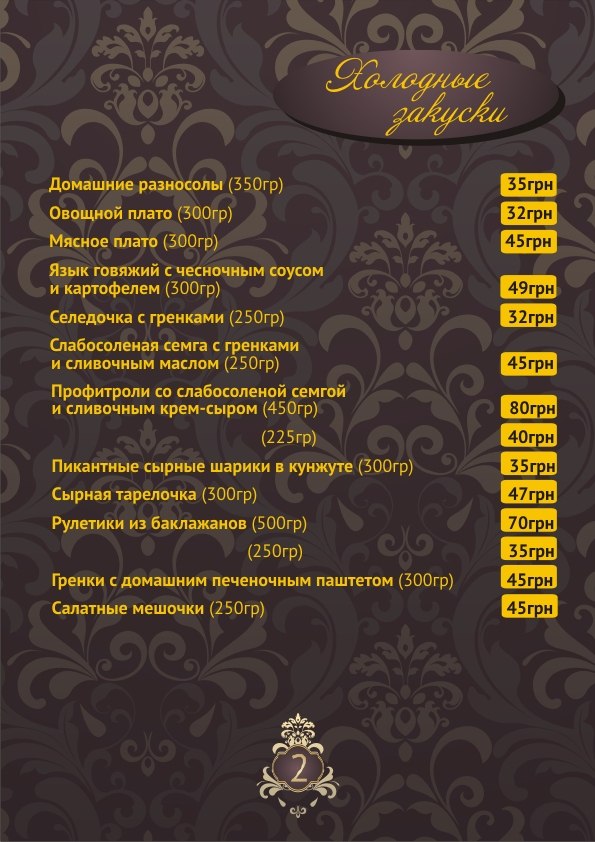 Холодные
закуски
Домашние разносолы (350гр) 35грн
Овощной плато (300гр) 32грн
Мясное плато (300гр) 45грн
Язык говяжий с чесночным соусом
и картофелем (300гр) 49грн
Селедочка с гренками (250гр) 32грн
Слабосоленая семга с гренками
и сливочным маслом (250гр) 45грн
Профитроли со слабосоленой семгой
и сливочным крем-сыром (450гр) 80грн
(225гр) 40грн
Пикантные сырные шарики в кунжуте (300гр) 35грн
Сырная тарелочка (300гр) 47грн
Рулетики из баклажанов (500гр) 70грн
(250гр) 35грн
Гренки с домашним печеночным паштетом (300гр) 45грн
Салатные мешочки (250гр) 45грн
2